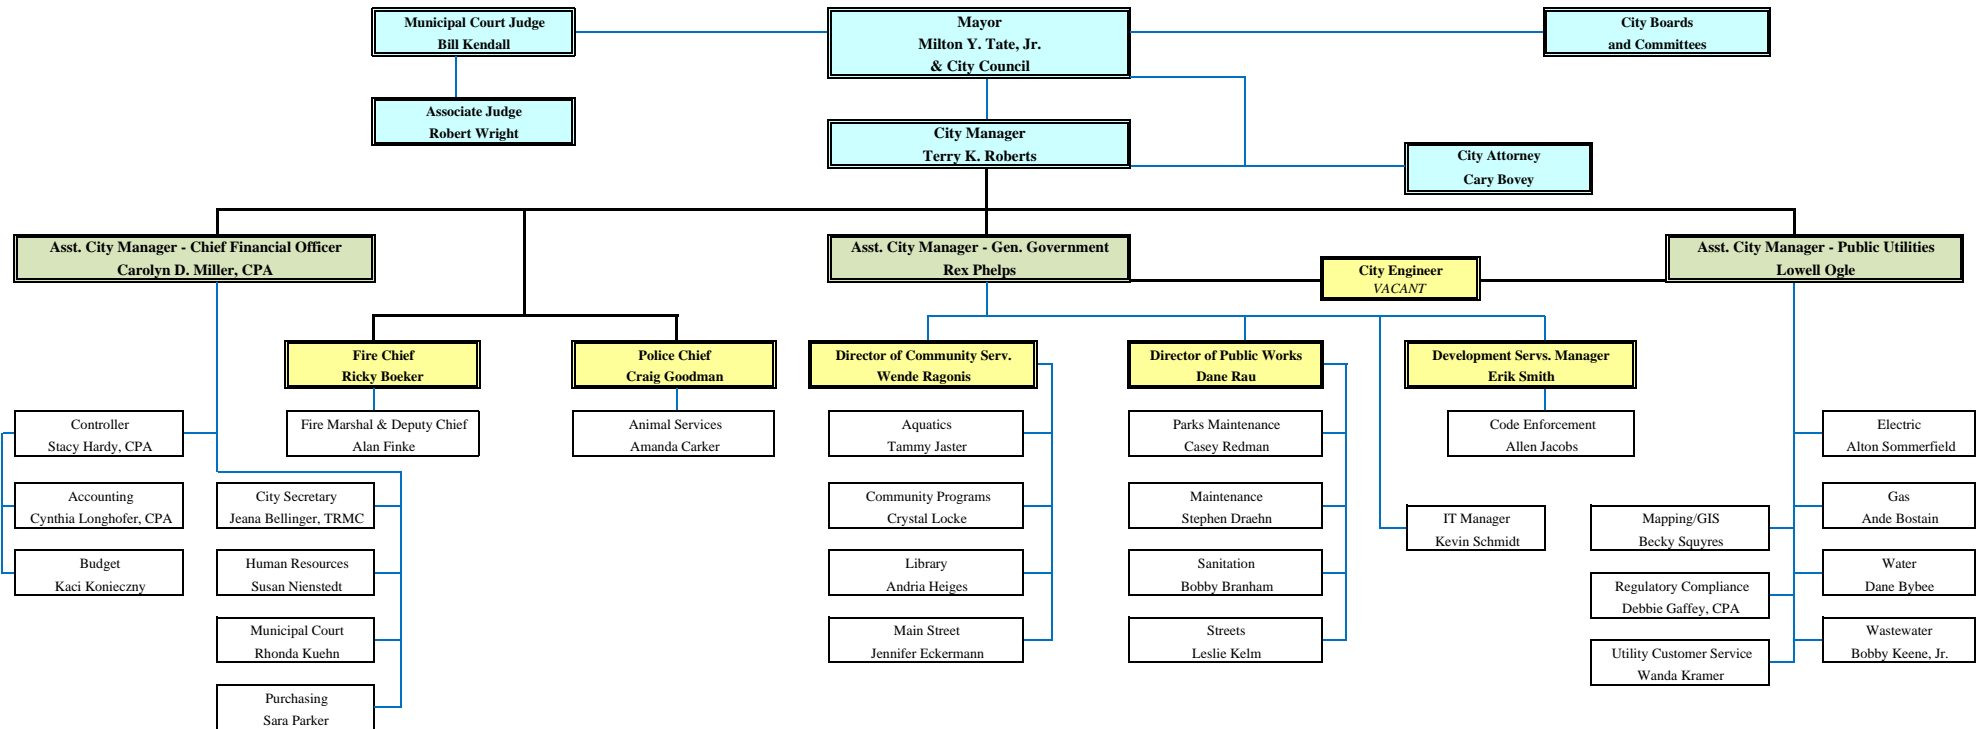 Municipal Court Judge
Bill Kendall
Mayor
Milton Y. Tate, Jr.
& City Council
City Boards
and Committees
Associate Judge
Robert Wright
City Manager
Terry K. Roberts
City Attorney
Cary Bovey
Asst. City Manager - Chief Financial Officer
Carolyn D. Miller, CPA
Asst. City Manager - Gen. Government
Rex Phelps
City Engineer
VACANT
Asst. City Manager - Public Utilities
Lowell Ogle
Fire Chief
Ricky Boeker
Police Chief
Craig Goodman
Director of Community Serv.
Wende Ragonis
Director of Public Works
Dane Rau
Development Servs. Manager
Erik Smith
Controller
Stacy Hardy, CPA
Fire Marshal & Deputy Chief
Alan Finke
Animal Services
Amanda Carker
Aquatics
Tammy Jaster
Parks Maintenance
Casey Redman
Code Enforcement
Allen Jacobs
Electric
Alton Sommerfield
Accounting
Cynthia Longhofer, CPA
City Secretary
Jeana Bellinger, TRMC
Community Programs
Crystal Locke
Maintenance
Stephen Draehn
IT Manager
Kevin Schmidt
Mapping/GIS
Becky Squyres
Gas
Ande Bostain
Budget
Kaci Konieczny
Human Resources
Susan Nienstedt
Library
Andria Heiges
Sanitation
Bobby Branham
Regulatory Compliance
Debbie Gaffey, CPA
Water
Dane Bybee
Municipal Court
Rhonda Kuehn
Main Street
Jennifer Eckermann
Streets
Leslie Kelm
Utility Customer Service
Wanda Kramer
Wastewater
Bobby Keene, Jr.
Purchasing
Sara Parker